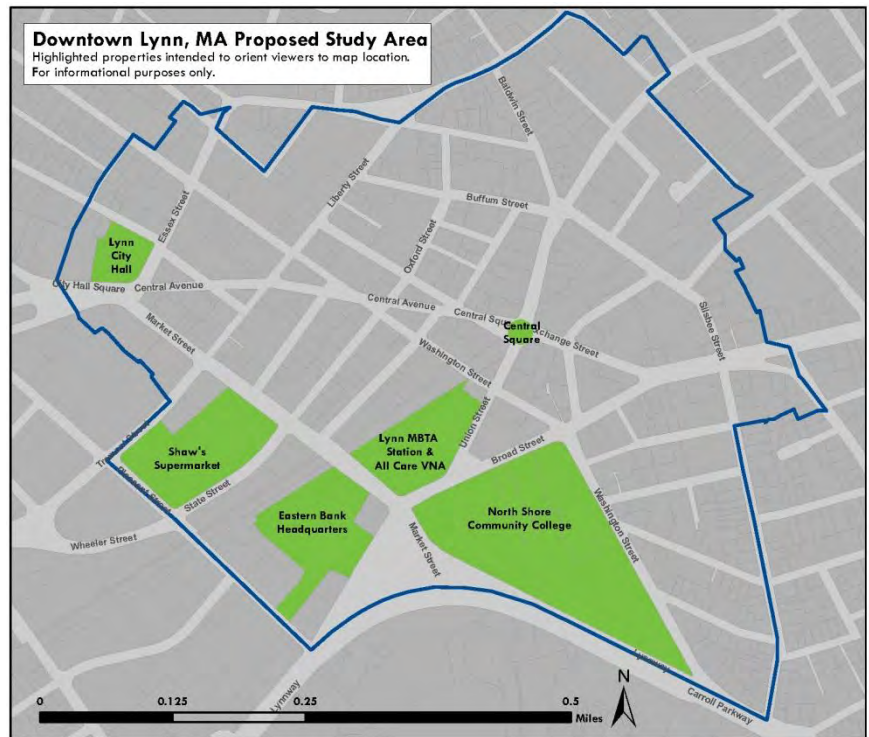 Downtown Lynn, MA Proposed Study Area
Highlighted properties intended to orient viewers to map location.
For informational purposes only.
Baldwin Street
Liberty Street
Buffum Street
Essex Street
Oxford Street
Lynn
City
Hall
City Hall Square
Central Avenue
Central Avenue
Central Squ
Central
Square
xchange Street
Silsbee Street
Market Street
Washington Street
Union Street
Broad Street
Lynn MBTA
Station &
All Care VNA
Shaw's
Supermarket
Pleasant Street
State Street
Wheeler Street
Eastern Bank
Headquarters
Market Street
North Shore
Community College
Washington Street
Lynnway
Lynnway
Carroll Parkway
N
0
0.125
0.25
0.5
Miles